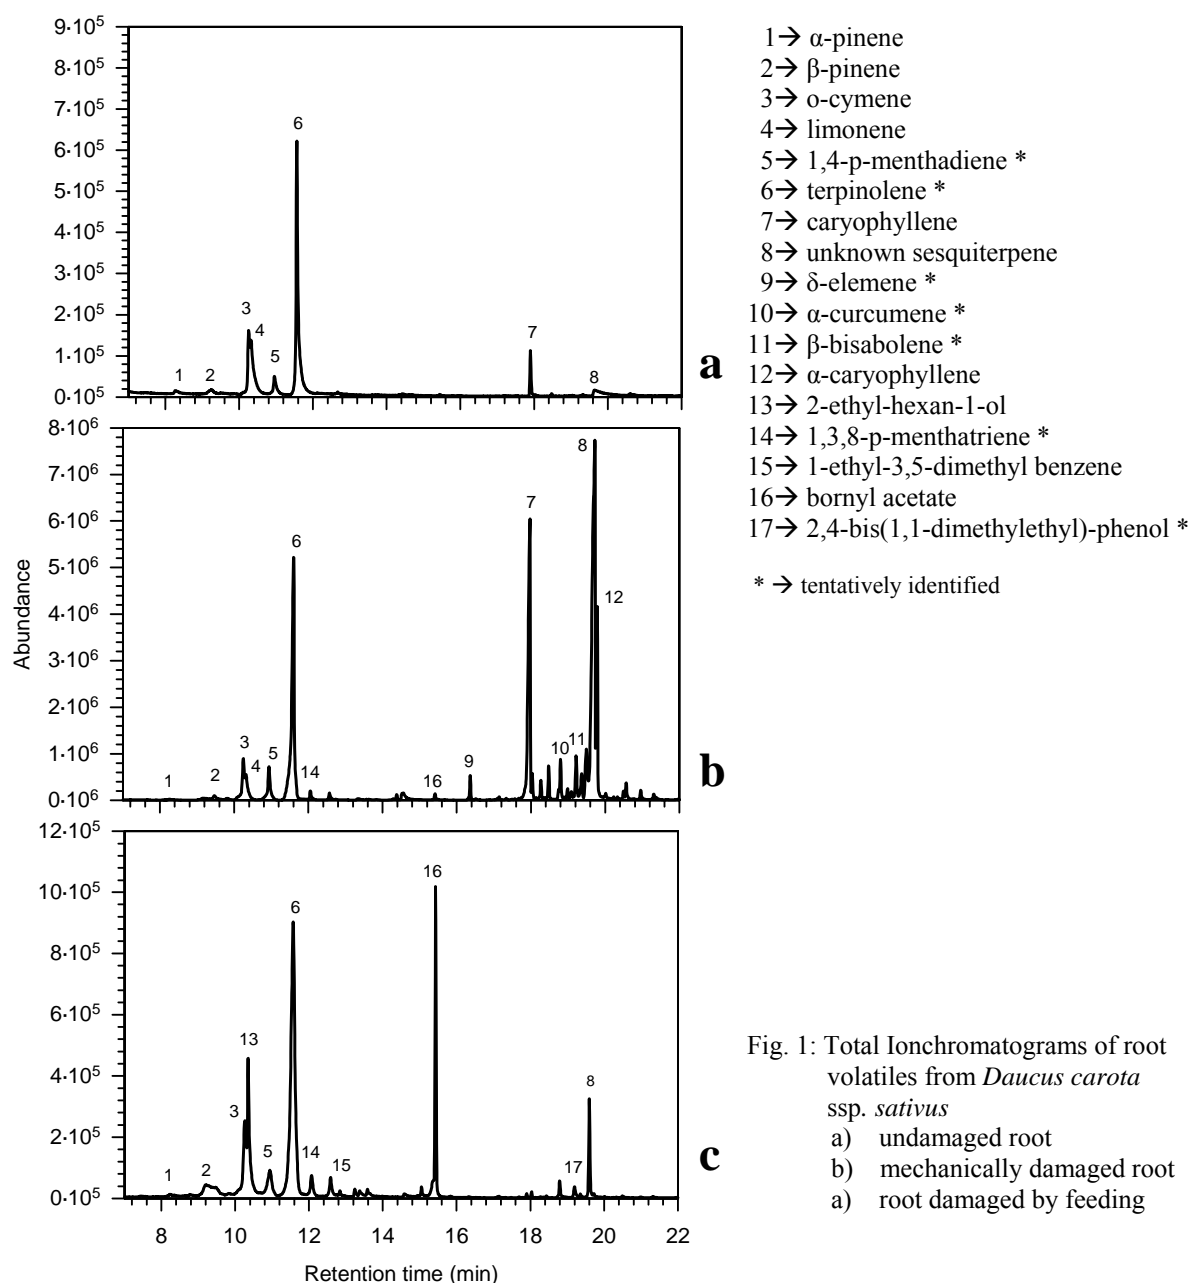 9·10⁵
8·10⁵
7·10⁵
6·10⁵
5·10⁵
4·10⁵
3·10⁵
2·10⁵
1·10⁵
0·10⁵
1
2
3
4
5
6
7
8
a
8·10⁶
7·10⁶
6·10⁶
5·10⁶
4·10⁶
3·10⁶
2·10⁶
1·10⁶
0·10⁶
Abundance
1
2
3
4
5
6
14
16
9
7
10
11
8
12
b
12·10⁵
10·10⁵
8·10⁵
6·10⁵
4·10⁵
2·10⁵
0·10⁵
1
2
3
13
5
6
14
15
16
17
8
c
8 10 12 14 16 18 20 22
Retention time (min)
1→ α-pinene
2→ β-pinene
3→ o-cymene
4→ limonene
5→ 1,4-p-menthadiene *
6→ terpinolene *
7→ caryophyllene
8→ unknown sesquiterpene
9→ δ-elemene *
10→ α-curcumene *
11→ β-bisabolene *
12→ α-caryophyllene
13→ 2-ethyl-hexan-1-ol
14→ 1,3,8-p-menthatriene *
15→ 1-ethyl-3,5-dimethyl benzene
16→ bornyl acetate
17→ 2,4-bis(1,1-dimethylethyl)-phenol *
* → tentatively identified
Fig. 1: Total Ionchromatograms of root
volatiles from Daucus carota
ssp. sativus
a) undamaged root
b) mechanically damaged root
a) root damaged by feeding